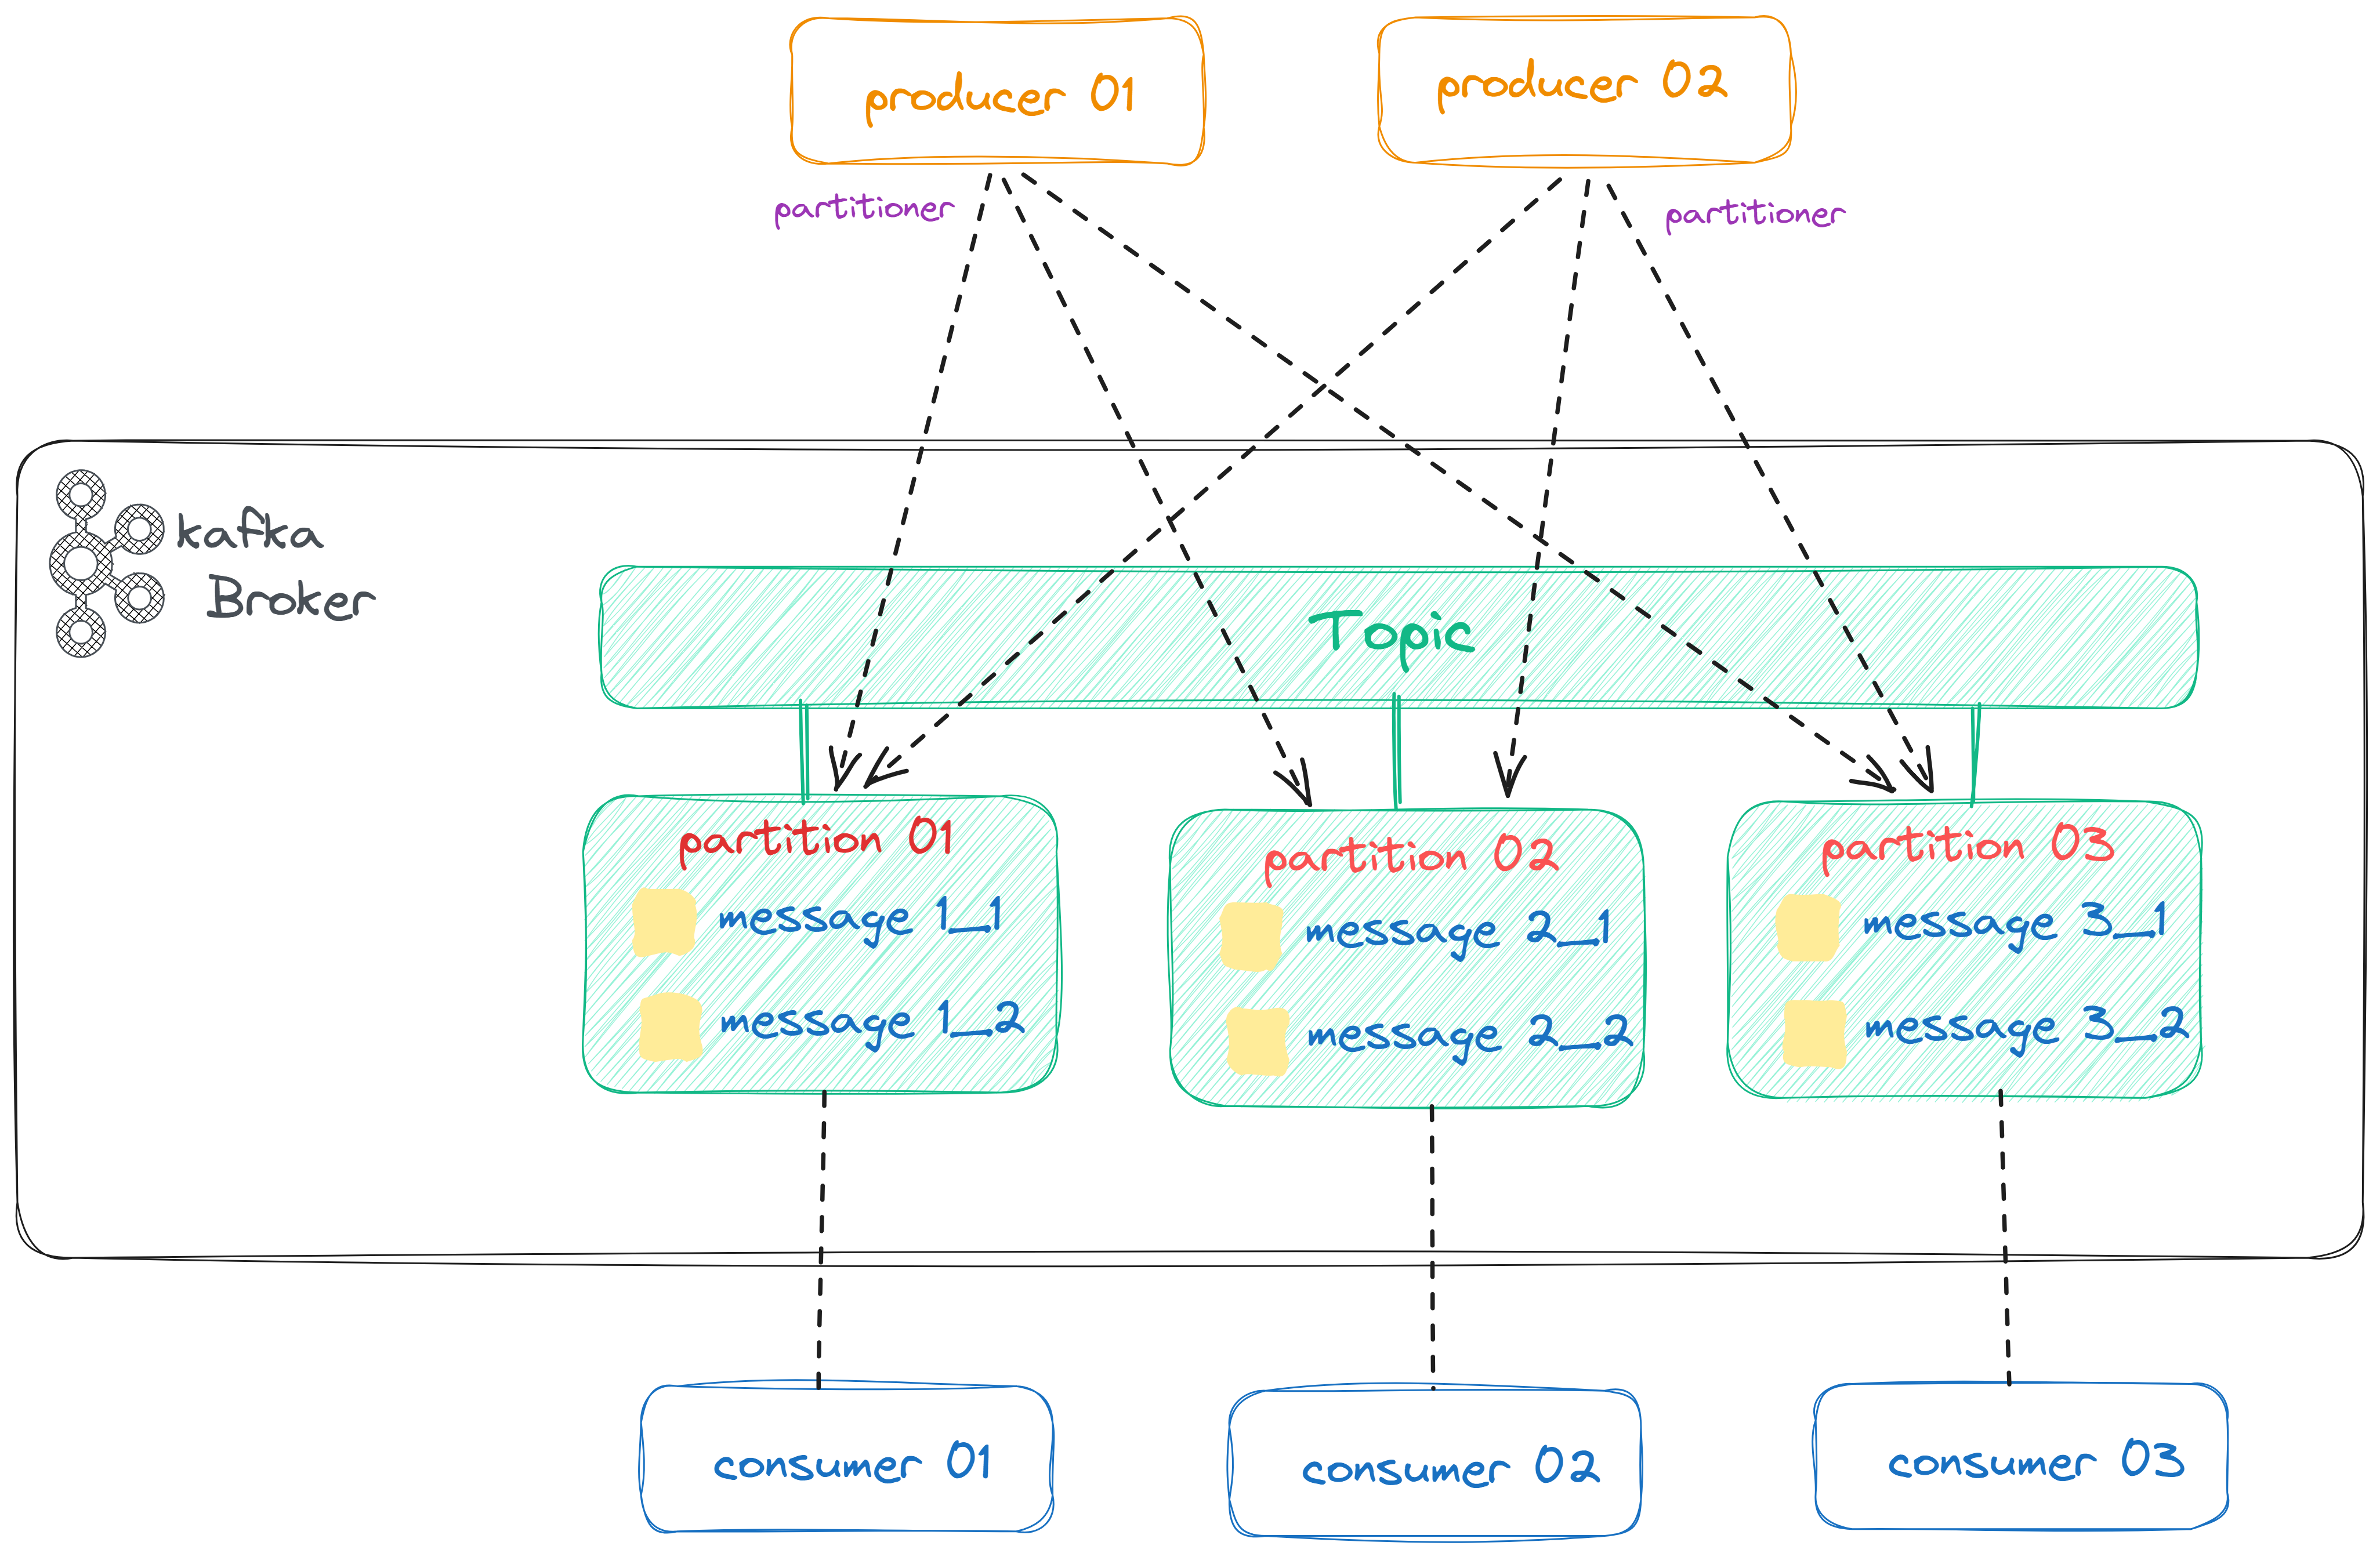 producer 01
producer 02
partitioner
partitioner
kafka
Broker
Topic
partition 01
message 1_1
message 1_2
partition 02
message 2_1
message 2_2
partition 03
message 3_1
message 3_2
consumer 01
consumer 02
consumer 03